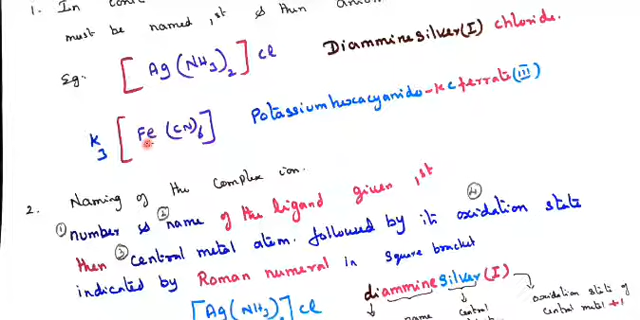 1. In
must be named, 1st & then
Eg: [Ag(NH3)2]Cl Diamminesilver(I) chloride.
K3[Fe(CN)6] Potassiumhexacyanido-KC ferrate(III)
2. Naming of the complex ion.
① number & ② name of the ligand given, 1st
then ③ central metal atom. followed by its ④ oxidation state
indicated by Roman numeral in square bracket
[Ag(NH3)2]Cl diamminesilver(I)
name central oxidation state of
central metal +1